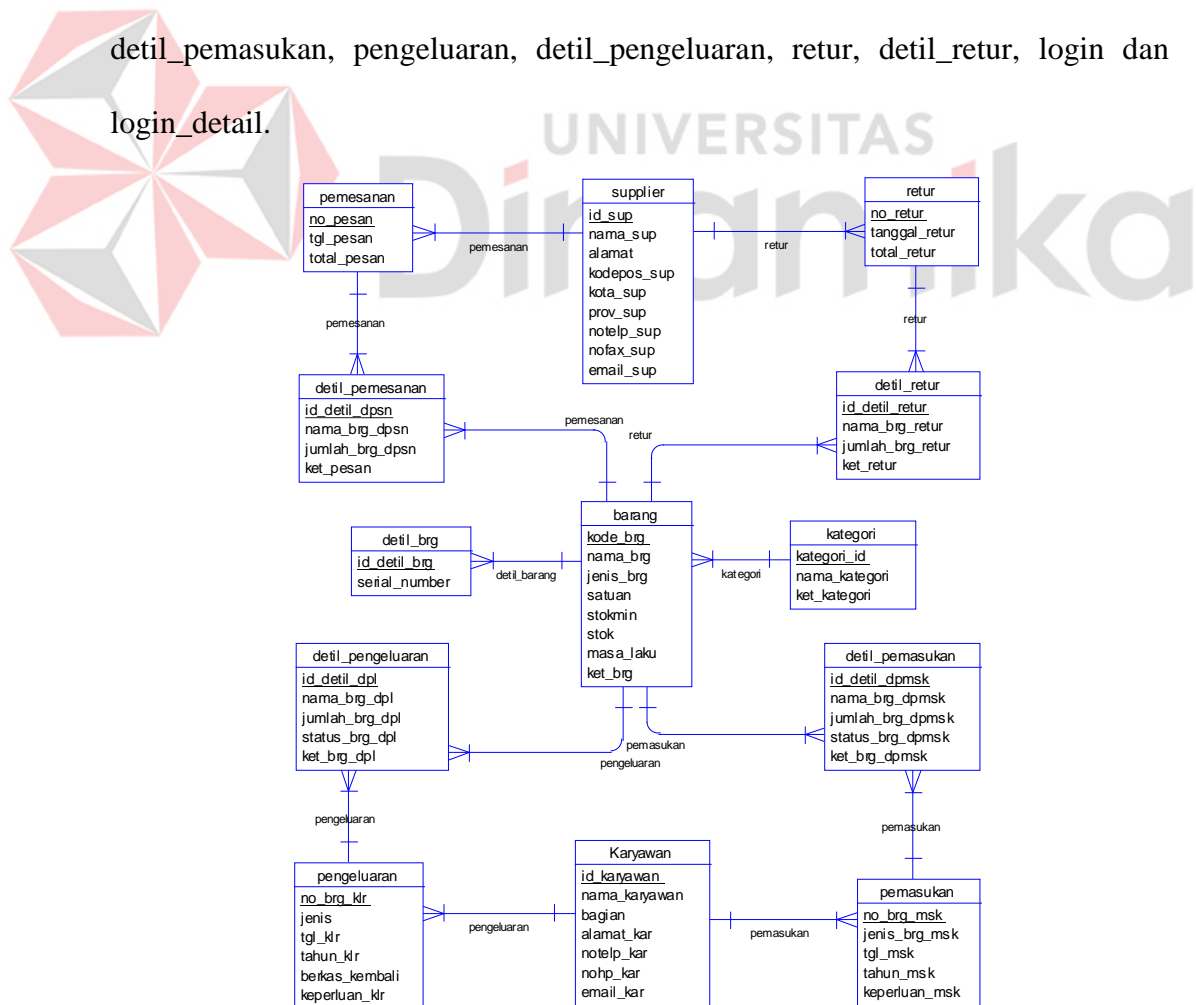 detil_pemasukan, pengeluaran, detil_pengeluaran, retur, detil_retur, login dan
login_detail.
UNIVERSITAS
Dinamika
pemesanan
no_pesan
tgl_pesan
total_pesan
pemesanan
supplier
id_sup
nama_sup
alamat
kodepos_sup
kota_sup
prov_sup
notelp_sup
nofax_sup
email_sup
retur
retur
no_retur
tanggal_retur
total_retur
pemesanan
retur
detil_pemesanan
id_detil_dpsn
nama_brg_dpsn
jumlah_brg_dpsn
ket_pesan
pemesanan
retur
detil_retur
id_detil_retur
nama_brg_retur
jumlah_brg_retur
ket_retur
detil_brg
id_detil_brg
serial_number
detil_barang
barang
kode_brg
nama_brg
jenis_brg
satuan
stokmin
stok
masa_laku
ket_brg
kategori
kategori
kategori_id
nama_kategori
ket_kategori
detil_pengeluaran
id_detil_dpl
nama_brg_dpl
jumlah_brg_dpl
status_brg_dpl
ket_brg_dpl
pemasukan
pengeluaran
detil_pemasukan
id_detil_dpmsk
nama_brg_dpmsk
jumlah_brg_dpmsk
status_brg_dpmsk
ket_brg_dpmsk
pengeluaran
pemasukan
pengeluaran
no_brg_klr
jenis
tgl_klr
tahun_klr
berkas_kembali
keperluan_klr
pengeluaran
Karyawan
id_karyawan
nama_karyawan
bagian
alamat_kar
notelp_kar
nohp_kar
email_kar
pemasukan
pemasukan
no_brg_msk
jenis_brg_msk
tgl_msk
tahun_msk
keperluan_msk